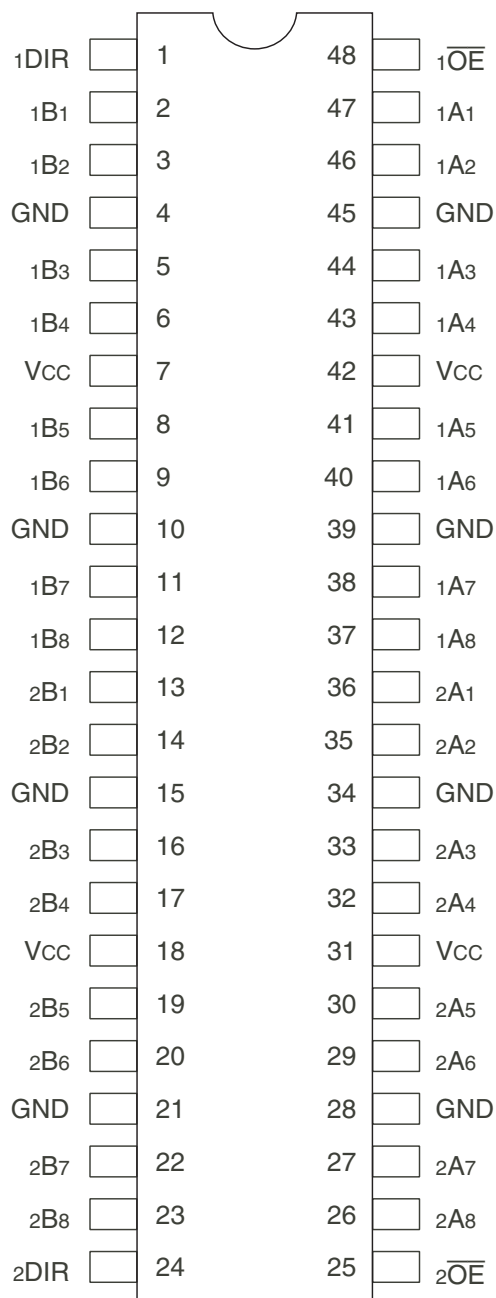 1DIR 1 48 1O̅E̅
1B1 2 47 1A1
1B2 3 46 1A2
GND 4 45 GND
1B3 5 44 1A3
1B4 6 43 1A4
VCC 7 42 VCC
1B5 8 41 1A5
1B6 9 40 1A6
GND 10 39 GND
1B7 11 38 1A7
1B8 12 37 1A8
2B1 13 36 2A1
2B2 14 35 2A2
GND 15 34 GND
2B3 16 33 2A3
2B4 17 32 2A4
VCC 18 31 VCC
2B5 19 30 2A5
2B6 20 29 2A6
GND 21 28 GND
2B7 22 27 2A7
2B8 23 26 2A8
2DIR 24 25 2O̅E̅